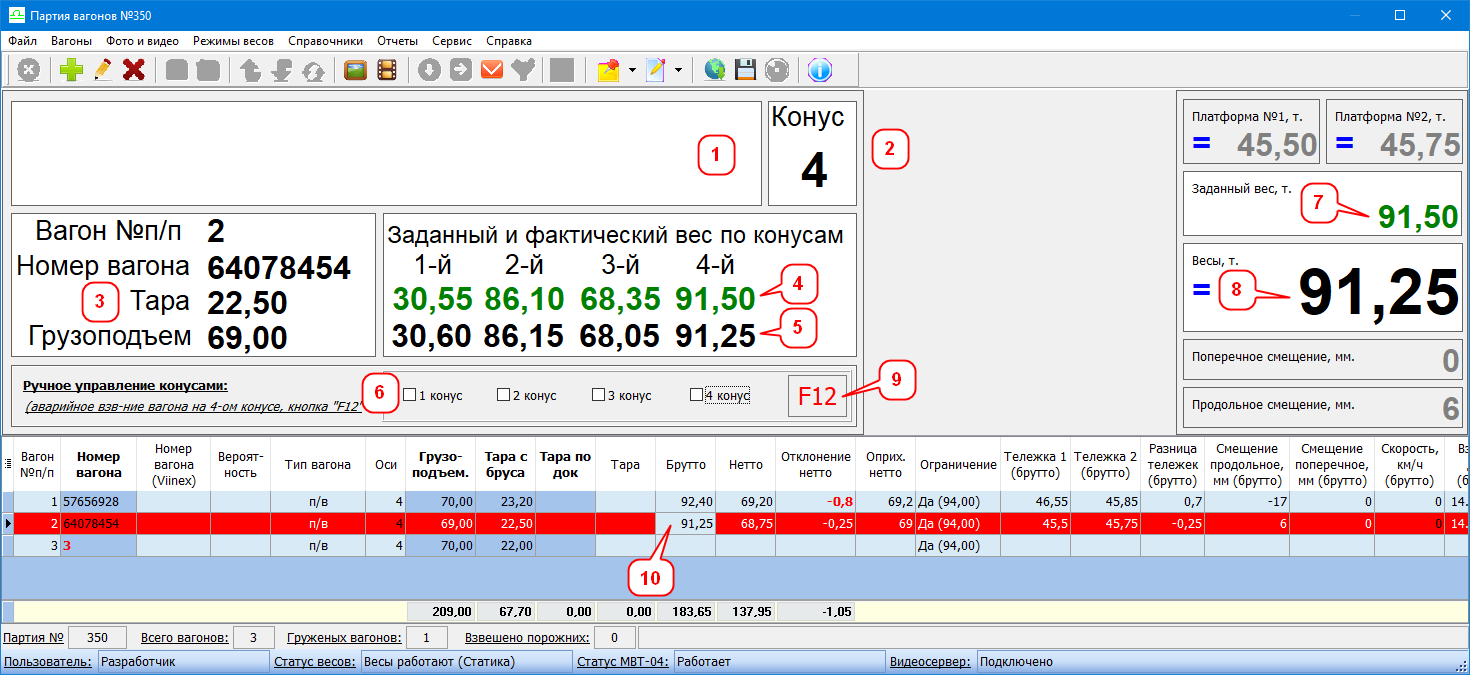 Партия вагонов №350
Файл Вагоны Фото и видео Режимы весов Справочники Отчеты Сервис Справка
1
Конус
4
2
Вагон №п/п 2
Номер вагона 64078454
3 Тара 22,50
Грузоподъем 69,00
Заданный и фактический вес по конусам
1-й 2-й 3-й 4-й
30,55 86,10 68,35 91,50 4
30,60 86,15 68,05 91,25 5
Ручное управление конусами:
(аварийное взв-ние вагона на 4-ом конусе, кнопка "F12"
6
1 конус 2 конус 3 конус 4 конус
F12
9
Платформа №1, т.
= 45,50
Платформа №2, т.
= 45,75
Заданный вес, т.
7
91,50
Весы, т.
= 8 91,25
Поперечное смещение, мм. 0
Продольное смещение, мм. 6
Вагон №п/п Номер вагона Номер вагона (Viinex) Вероят-ность Тип вагона Оси Грузо-подъем. Тара с бруса Тара по док Тара Брутто Нетто Отклонение нетто Оприх. нетто Ограничение Тележка 1 (брутто) Тележка 2 (брутто) Разница тележек (брутто) Смещение продольное, мм (брутто) Смещение поперечное, мм (брутто) Скорость, км/ч (брутто)
1 57656928 п/в 4 70,00 23,20 92,40 69,20 -0,8 69,2 Да (94,00) 46,55 45,85 0,7 -17 0 0 14.
2 64078454 п/в 4 69,00 22,50 91,25 68,75 -0,25 69 Да (94,00) 45,5 45,75 -0,25 6 0 0 14.
3 3 п/в 4 70,00 22,00 Да (94,00)
10
209,00 67,70 0,00 0,00 183,65 137,95 -1,05
Партия № 350 Всего вагонов: 3 Груженых вагонов: 1 Взвешено порожних: 0
Пользователь: Разработчик Статус весов: Весы работают (Статика) Статус МВТ-04: Работает Видеосервер: Подключено